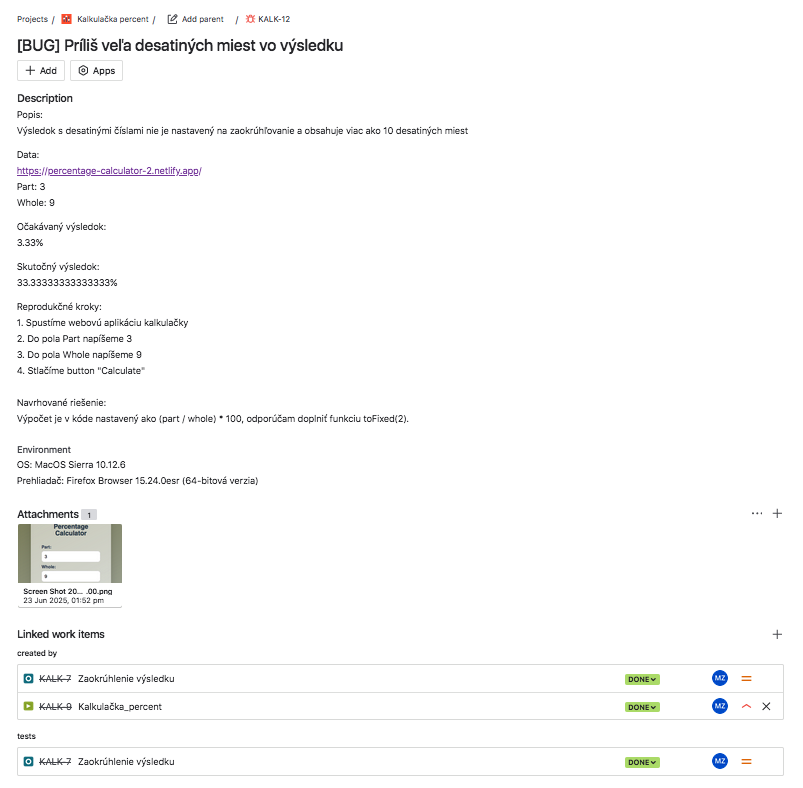 Projects / Kalkulačka percent / Add parent / KALK-12
[BUG] Príliš veľa desatiných miest vo výsledku
Add Apps
Description
Popis:
Výsledok s desatinými číslami nie je nastavený na zaokrúhľovanie a obsahuje viac ako 10 desatiných miest
Data:
https://percentage-calculator-2.netlify.app/
Part: 3
Whole: 9
Očakávaný výsledok:
3.33%
Skutočný výsledok:
33.33333333333333%
Reprodukčné kroky:
1. Spustíme webovú aplikáciu kalkulačky
2. Do pola Part napíšeme 3
3. Do pola Whole napíšeme 9
4. Stlačíme button "Calculate"
Navrhované riešenie:
Výpočet je v kóde nastavený ako (part / whole) * 100, odporúčam doplniť funkciu toFixed(2).
Environment
OS: MacOS Sierra 10.12.6
Prehliadač: Firefox Browser 15.24.0esr (64-bitová verzia)
Attachments 1
Percentage
Calculator
Part:
3
Whole:
9
Screen Shot 20... .00.png
23 Jun 2025, 01:52 pm
Linked work items
created by
KALK-7 Zaokrúhlenie výsledku DONE MZ
KALK-9 Kalkulačka_percent DONE MZ
tests
KALK-7 Zaokrúhlenie výsledku DONE MZ